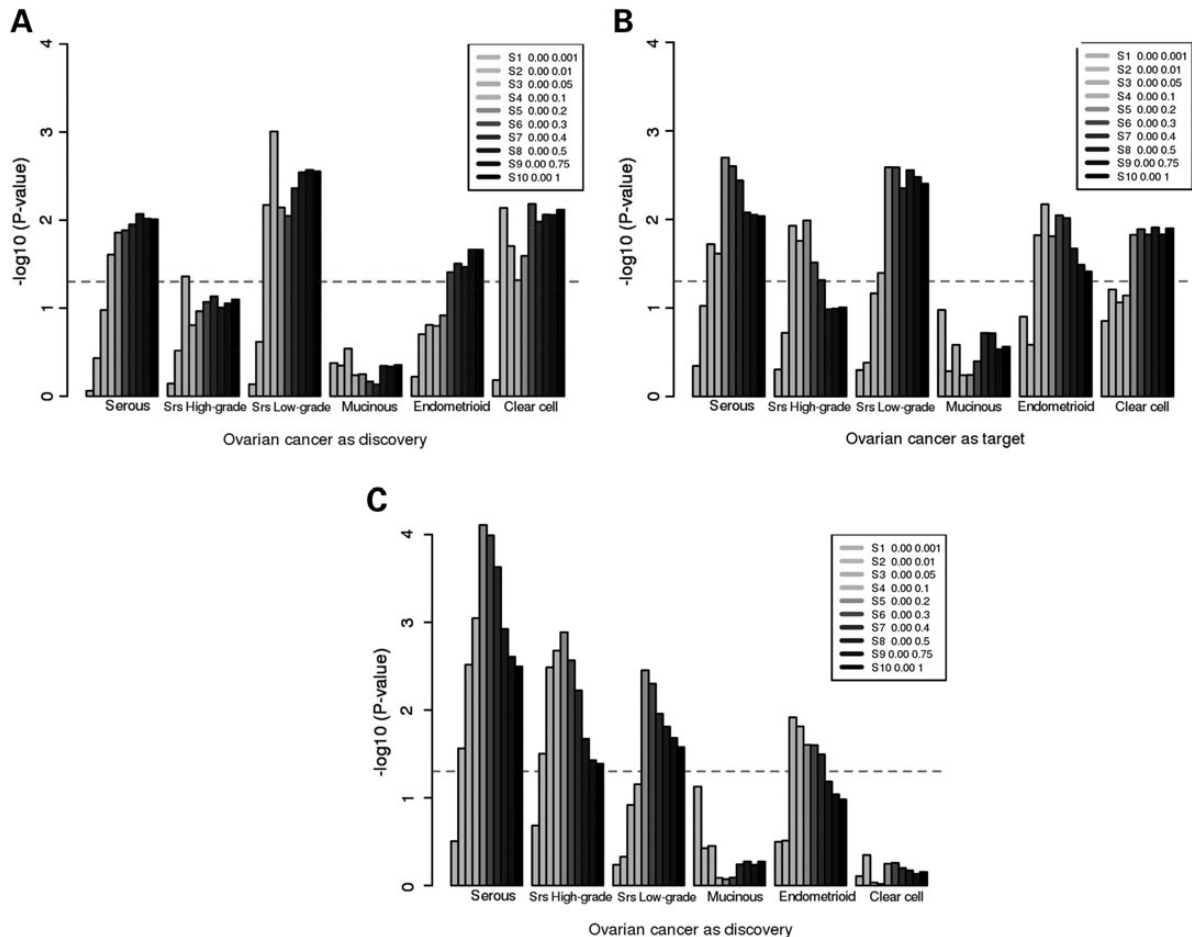 A
-log10 (P-value)
4
3
2
1
0
S1 0.00 0.001
S2 0.00 0.01
S3 0.00 0.05
S4 0.00 0.1
S5 0.00 0.2
S6 0.00 0.3
S7 0.00 0.4
S8 0.00 0.5
S9 0.00 0.75
S10 0.00 1
Serous Srs High-grade Srs Low-grade Mucinous Endometrioid Clear cell
Ovarian cancer as discovery
B
-log10 (P-value)
4
3
2
1
0
S1 0.00 0.001
S2 0.00 0.01
S3 0.00 0.05
S4 0.00 0.1
S5 0.00 0.2
S6 0.00 0.3
S7 0.00 0.4
S8 0.00 0.5
S9 0.00 0.75
S10 0.00 1
Serous Srs High-grade Srs Low-grade Mucinous Endometrioid Clear cell
Ovarian cancer as target
C
-log10 (P-value)
4
3
2
1
0
S1 0.00 0.001
S2 0.00 0.01
S3 0.00 0.05
S4 0.00 0.1
S5 0.00 0.2
S6 0.00 0.3
S7 0.00 0.4
S8 0.00 0.5
S9 0.00 0.75
S10 0.00 1
Serous Srs High-grade Srs Low-grade Mucinous Endometrioid Clear cell
Ovarian cancer as discovery